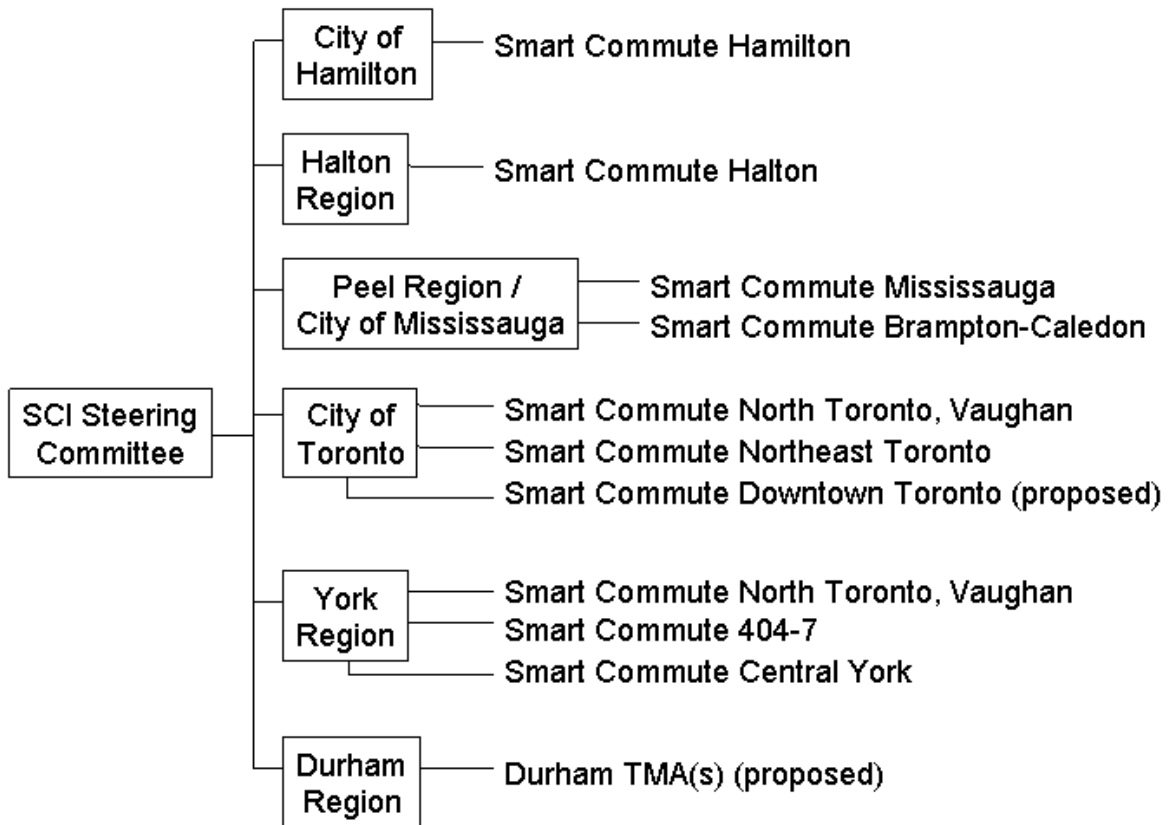 City of
Hamilton
Smart Commute Hamilton
Halton
Region
Smart Commute Halton
Peel Region /
City of Mississauga
Smart Commute Mississauga
Smart Commute Brampton-Caledon
SCI Steering
Committee
City of
Toronto
Smart Commute North Toronto, Vaughan
Smart Commute Northeast Toronto
Smart Commute Downtown Toronto (proposed)
York
Region
Smart Commute North Toronto, Vaughan
Smart Commute 404-7
Smart Commute Central York
Durham
Region
Durham TMA(s) (proposed)